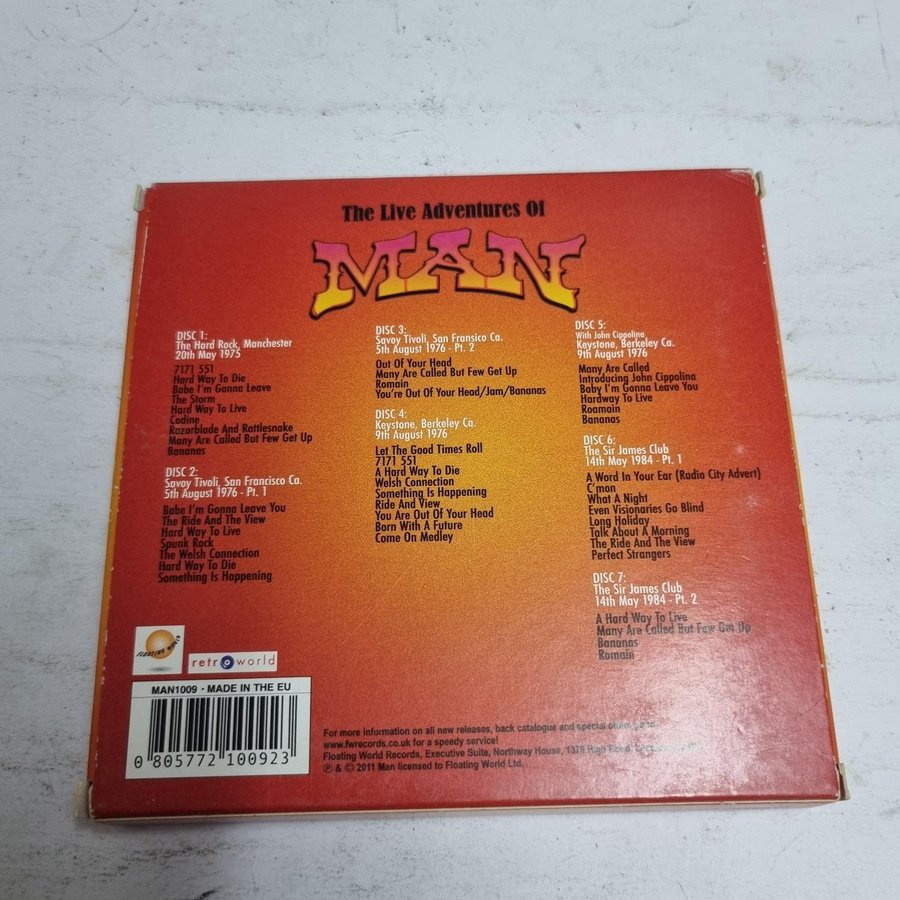 The Live Adventures Of
MAN
DISC 1:
The Hard Rock, Manchester
20th May 1975
7171 551
Hard Way To Die
Babe I'm Gonna Leave
The Storm
Hard Way To Live
Codine
Razorblade And Rattlesnake
Many Are Called But Few Get Up
Bananas
DISC 2:
Savoy Tivoli, San Francisco Ca.
5th August 1976 - Pt. 1
Babe I'm Gonna Leave You
The Ride And The View
Hard Way To Live
Spunk Rock
The Welsh Connection
Hard Way To Die
Something Is Happening
DISC 3:
Savoy Tivoli, San Fransico Ca.
5th August 1976 - Pt. 2
Out Of Your Head
Many Are Called But Few Get Up
Romain
You're Out Of Your Head/Jam/Bananas
DISC 4:
Keystone, Berkeley Ca.
9th August 1976
Let The Good Times Roll
7171 551
A Hard Way To Die
Welsh Connection
Something Is Happening
Ride And View
You Are Out Of Your Head
Born With A Future
Come On Medley
DISC 5:
With John Cippolina
Keystone, Berkeley Ca.
9th August 1976
Many Are Called
Introducing John Cippolina
Baby I'm Gonna Leave You
Hardway To Live
Roamain
Bananas
DISC 6:
The Sir James Club
14th May 1984 - Pt. 1
A Word In Your Ear (Radio City Advert)
C'mon
What A Night
Even Visionaries Go Blind
Long Holiday
Talk About A Morning
The Ride And The View
Perfect Strangers
DISC 7:
The Sir James Club
14th May 1984 - Pt. 2
A Hard Way To Live
Many Are Called But Few Get Up
Bananas
Romain
FLOATING WORLD
retroworld
MAN1009 · MADE IN THE EU
0 805772 100923
For more information on all new releases, back catalogue and special
www.fwrecords.co.uk for a speedy service!
Floating World Records, Executive Suite, Northway House, 1379 High Road,
℗ & © 2011 Man licensed to Floating World Ltd.